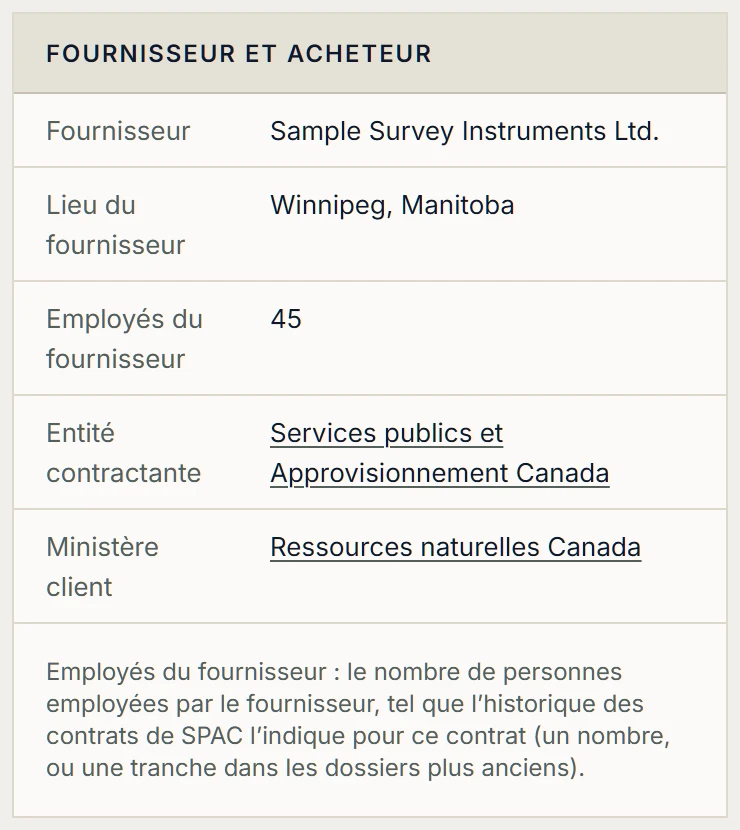 FOURNISSEUR ET ACHETEUR
Fournisseur
Sample Survey Instruments Ltd.
Lieu du
fournisseur
Winnipeg, Manitoba
Employés du
fournisseur
45
Entité
contractante
Services publics et
Approvisionnement Canada
Ministère
client
Ressources naturelles Canada
Employés du fournisseur : le nombre de personnes
employées par le fournisseur, tel que l’historique des
contrats de SPAC l’indique pour ce contrat (un nombre,
ou une tranche dans les dossiers plus anciens).